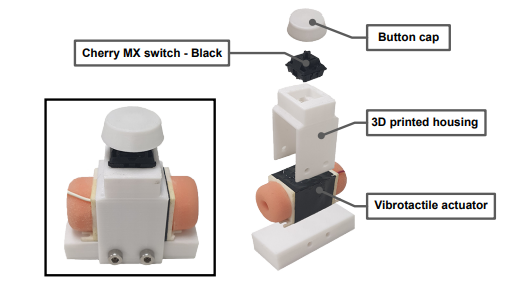 Button cap
Cherry MX switch - Black
3D printed housing
Vibrotactile actuator